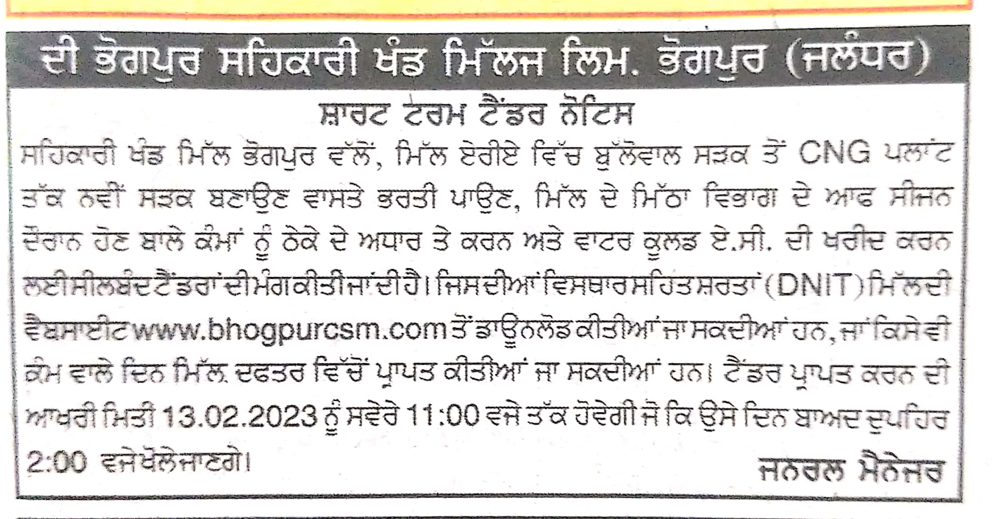 ਦੀ ਭੋਗਪੁਰ ਸਹਿਕਾਰੀ ਖੰਡ ਮਿੱਲਜ ਲਿਮ. ਭੋਗਪੁਰ (ਜਲੰਧਰ)
ਸ਼ਾਰਟ ਟਰਮ ਟੈਂਡਰ ਨੋਟਿਸ
ਸਹਿਕਾਰੀ ਖੰਡ ਮਿੱਲ ਭੋਗਪੁਰ ਵੱਲੋਂ, ਮਿੱਲ ਏਰੀਏ ਵਿੱਚ ਬੁੱਲੋਵਾਲ ਸੜਕ ਤੋਂ CNG ਪਲਾਂਟ
ਤੱਕ ਨਵੀਂ ਸੜਕ ਬਣਾਉਣ ਵਾਸਤੇ ਭਰਤੀ ਪਾਉਣ, ਮਿੱਲ ਦੇ ਮਿੱਠਾ ਵਿਭਾਗ ਦੇ ਆਫ ਸੀਜਨ
ਦੌਰਾਨ ਹੋਣ ਬਾਲੇ ਕੰਮਾਂ ਨੂੰ ਠੇਕੇ ਦੇ ਅਧਾਰ ਤੇ ਕਰਨ ਅਤੇ ਵਾਟਰ ਕੂਲਡ ਏ.ਸੀ. ਦੀ ਖਰੀਦ ਕਰਨ
ਲਈ ਸੀਲਬੰਦ ਟੈਂਡਰਾਂ ਦੀ ਮੰਗ ਕੀਤੀ ਜਾਂਦੀ ਹੈ। ਜਿਸ ਦੀਆਂ ਵਿਸਥਾਰ ਸਹਿਤ ਸ਼ਰਤਾਂ (DNIT) ਮਿੱਲ ਦੀ
ਵੈਬਸਾਈਟ www.bhogpurcsm.com ਤੋਂ ਡਾਊਨਲੋਡ ਕੀਤੀਆਂ ਜਾ ਸਕਦੀਆਂ ਹਨ, ਜਾਂ ਕਿਸੇ ਵੀ
ਕੰਮ ਵਾਲੇ ਦਿਨ ਮਿੱਲ ਦਫਤਰ ਵਿੱਚੋਂ ਪ੍ਰਾਪਤ ਕੀਤੀਆਂ ਜਾ ਸਕਦੀਆਂ ਹਨ। ਟੈਂਡਰ ਪ੍ਰਾਪਤ ਕਰਨ ਦੀ
ਆਖਰੀ ਮਿਤੀ 13.02.2023 ਨੂੰ ਸਵੇਰੇ 11:00 ਵਜੇ ਤੱਕ ਹੋਵੇਗੀ ਜੋ ਕਿ ਉਸੇ ਦਿਨ ਬਾਅਦ ਦੁਪਹਿਰ
2:00 ਵਜੇ ਖੋਲੇ ਜਾਣਗੇ।
ਜਨਰਲ ਮੈਨੇਜਰ